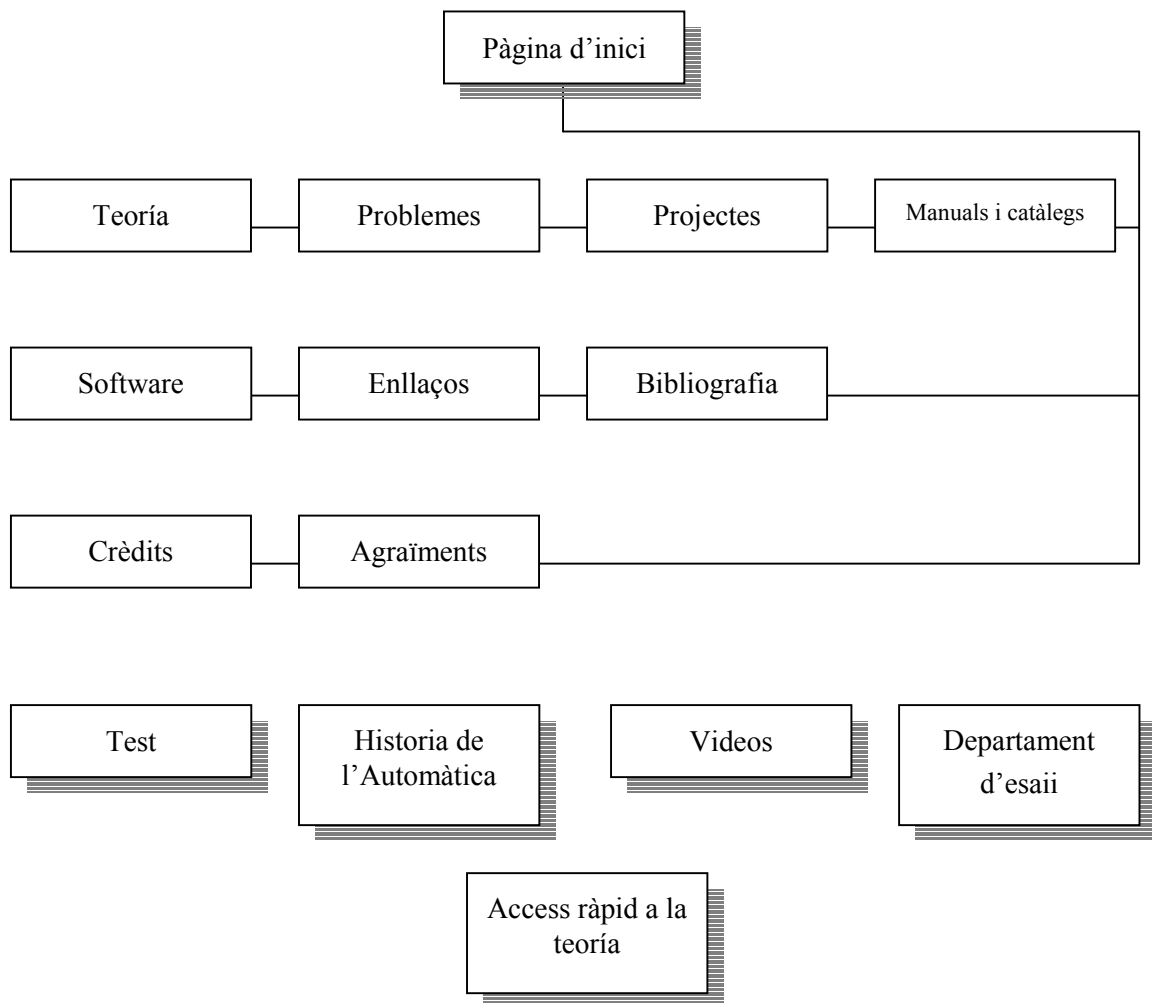 Pàgina d’inici
Teoría
Problemes
Projectes
Manuals i catàlegs
Software
Enllaços
Bibliografia
Crèdits
Agraïments
Test
Historia de
l’Automàtica
Videos
Departament
d’esaii
Access ràpid a la
teoría